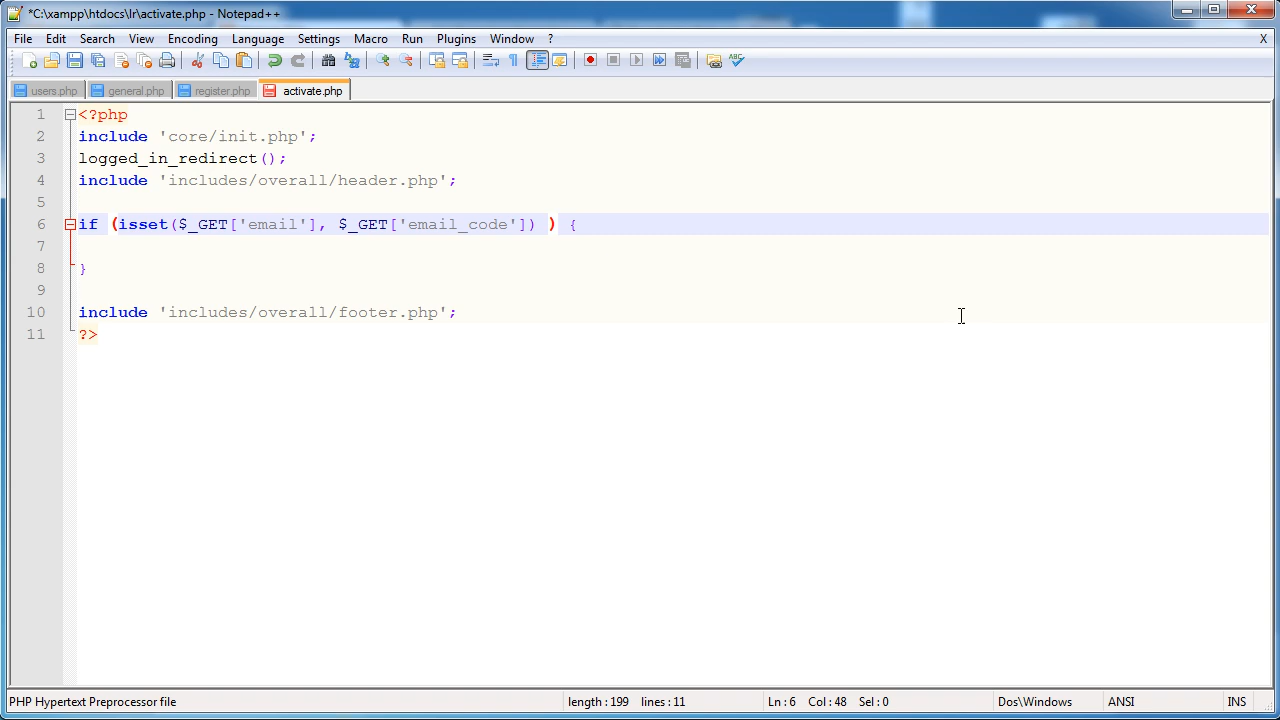 *C:\xampp\htdocs\lr\activate.php - Notepad++
File Edit Search View Encoding Language Settings Macro Run Plugins Window ? X
users.php general.php register.php activate.php
1 <?php
2 include 'core/init.php';
3 logged_in_redirect();
4 include 'includes/overall/header.php';
5
6 if (isset($_GET['email'], $_GET['email_code']) ) {
7
8 }
9
10 include 'includes/overall/footer.php';
11 ?>
PHP Hypertext Preprocessor file length : 199 lines : 11 Ln : 6 Col : 48 Sel : 0 Dos\Windows ANSI INS